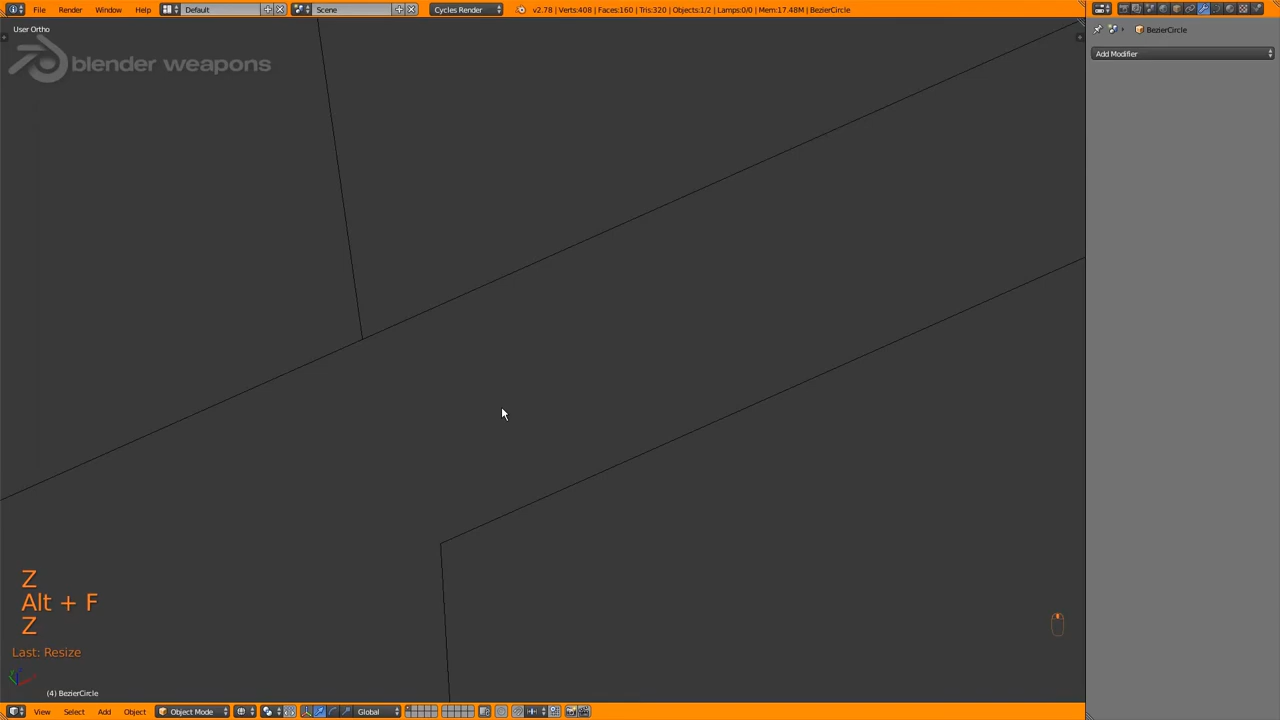 File Render Window Help Default Scene Cycles Render v2.78 | Verts:408 | Faces:160 | Tris:320 | Objects:1/2 | Lamps:0/0 | Mem:17.48M | BezierCircle
User Ortho
BezierCircle
blender weapons
Add Modifier
Z
Alt + F
Z
Last: Resize
(4) BezierCircle
View Select Add Object Object Mode Global